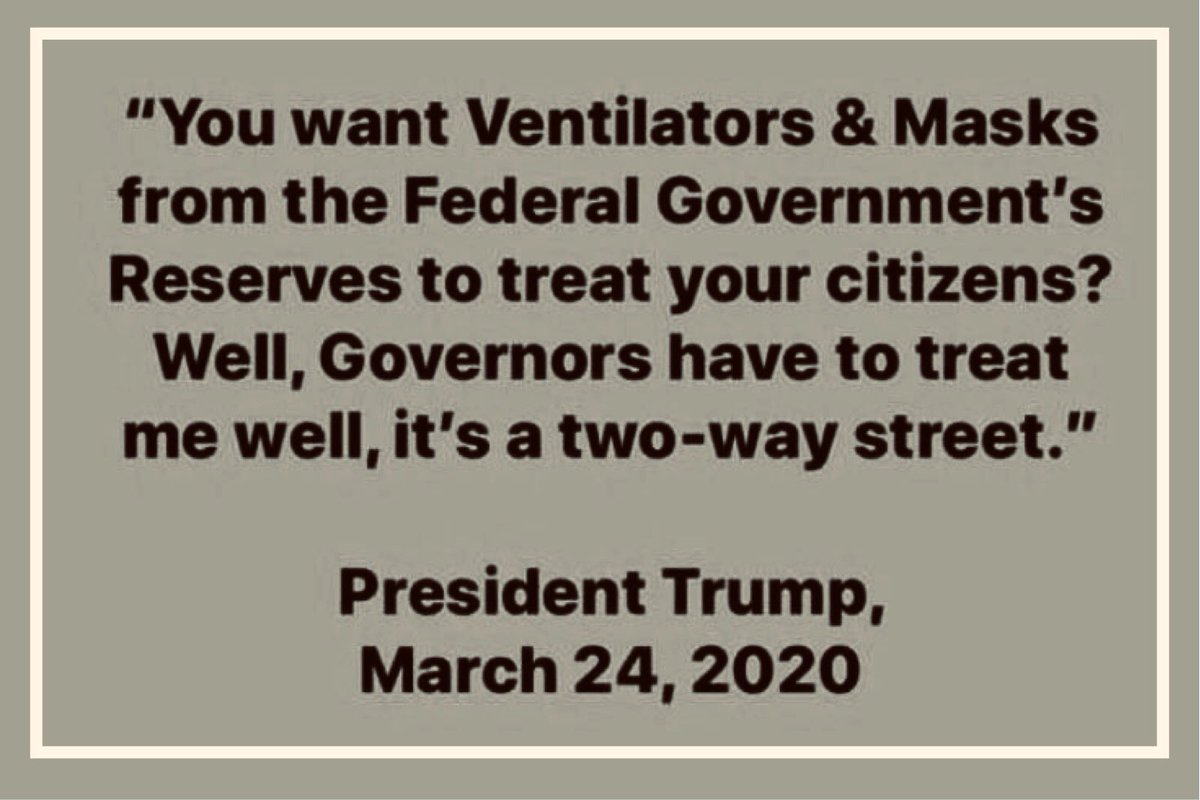 “You want Ventilators & Masks
from the Federal Government’s
Reserves to treat your citizens?
Well, Governors have to treat
me well, it’s a two-way street.”
President Trump,
March 24, 2020